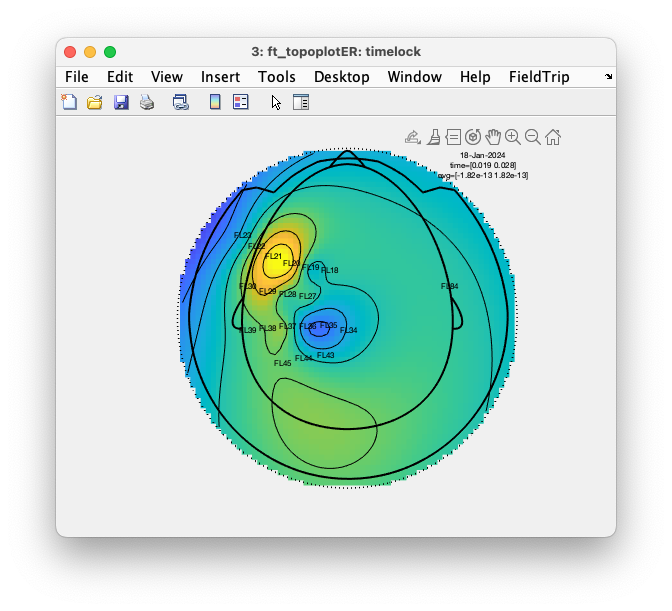 3: ft_topoplotER: timelock
File Edit View Insert Tools Desktop Window Help FieldTrip
18-Jan-2024
time=[0.019 0.028]
avg=[-1.82e-13 1.82e-13]
FL23
FL22
FL21
FL20
FL19 FL18
FL30 FL29 FL28 FL27 FL84
FL39 FL38 FL37 FL36 FL35 FL34
FL45 FL44 FL43